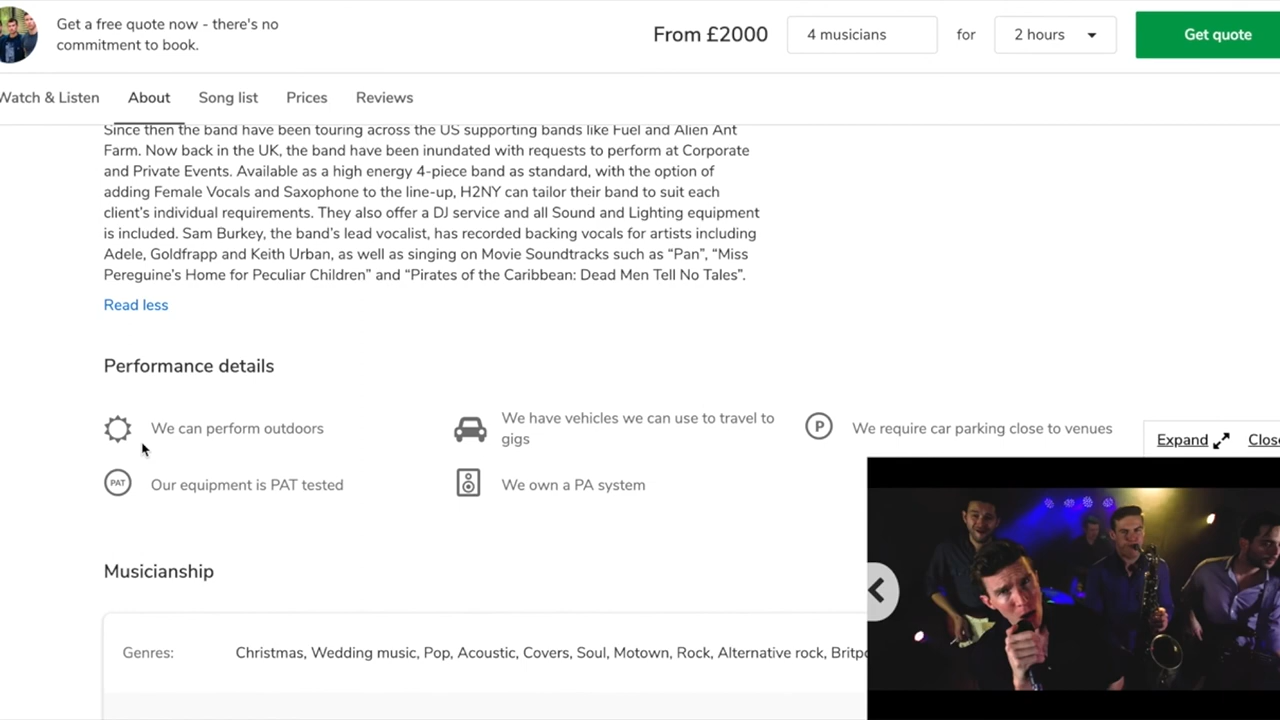 Get a free quote now - there's no
commitment to book.
From £2000
4 musicians
for
2 hours
Get quote
Watch & Listen
About
Song list
Prices
Reviews
Since then the band have been touring across the US supporting bands like Fuel and Alien Ant
Farm. Now back in the UK, the band have been inundated with requests to perform at Corporate
and Private Events. Available as a high energy 4-piece band as standard, with the option of
adding Female Vocals and Saxophone to the line-up, H2NY can tailor their band to suit each
client's individual requirements. They also offer a DJ service and all Sound and Lighting equipment
is included. Sam Burkey, the band's lead vocalist, has recorded backing vocals for artists including
Adele, Goldfrapp and Keith Urban, as well as singing on Movie Soundtracks such as “Pan”, “Miss
Pereguine's Home for Peculiar Children” and “Pirates of the Caribbean: Dead Men Tell No Tales”.
Read less
Performance details
We can perform outdoors
We have vehicles we can use to travel to
gigs
P
We require car parking close to venues
Expand
Close
PAT
Our equipment is PAT tested
We own a PA system
Musicianship
Genres:
Christmas, Wedding music, Pop, Acoustic, Covers, Soul, Motown, Rock, Alternative rock, Britpo